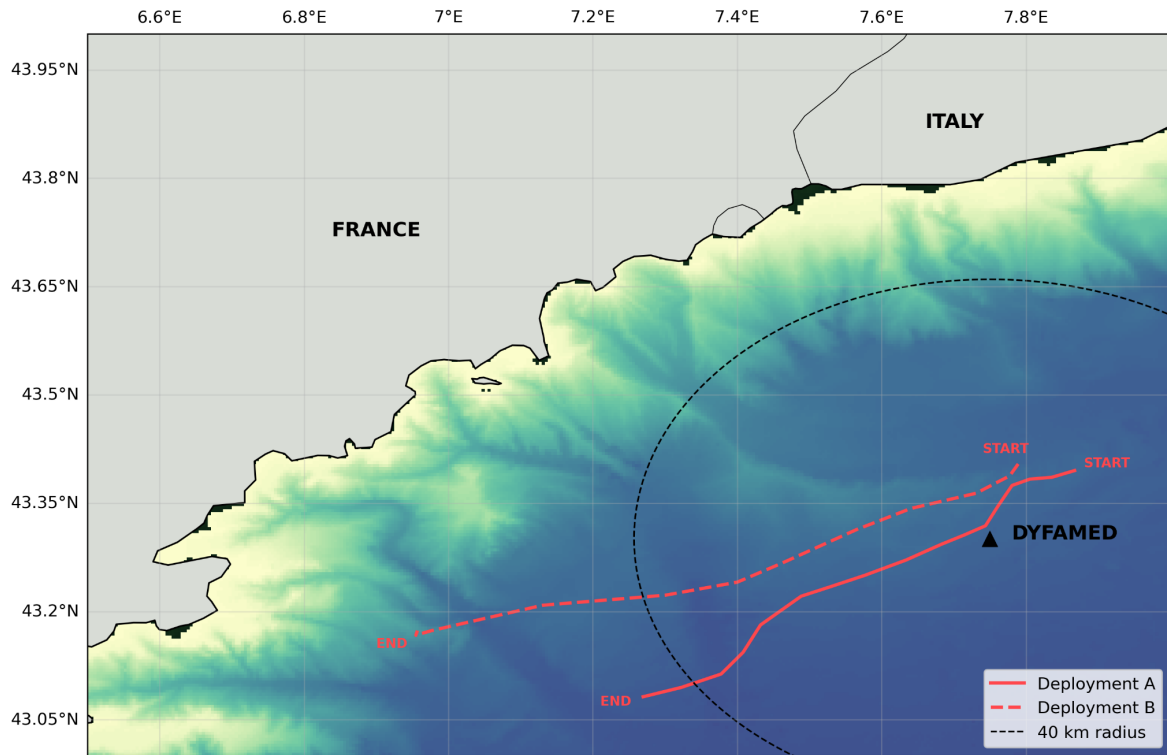 6.6°E 6.8°E 7°E 7.2°E 7.4°E 7.6°E 7.8°E
43.95°N
ITALY
43.8°N
FRANCE
43.65°N
43.5°N
START
START
43.35°N
DYFAMED
43.2°N
END
END
43.05°N
Deployment A
Deployment B
40 km radius